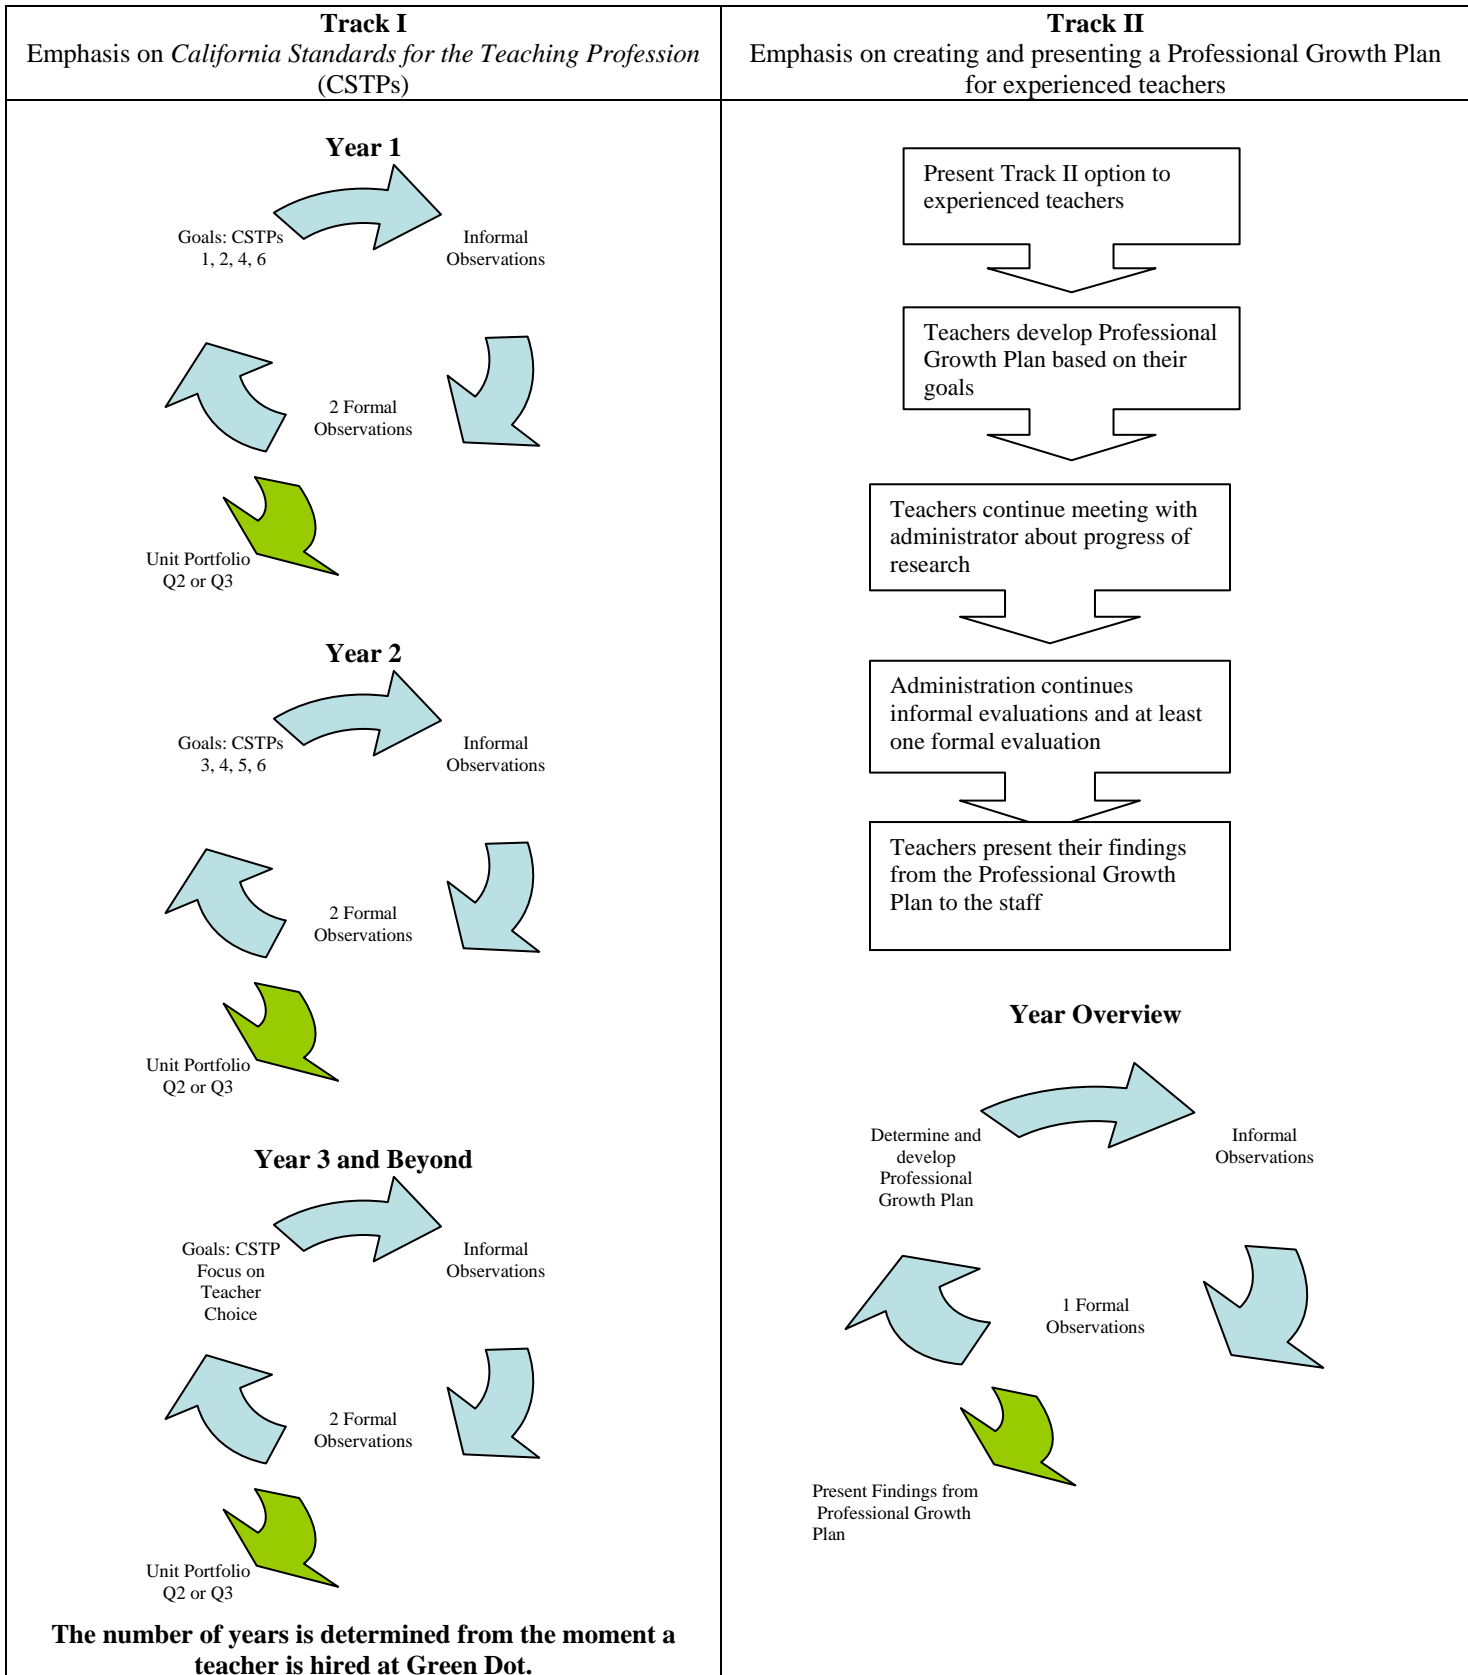 Track I
Emphasis on California Standards for the Teaching Profession
(CSTPs)
Track II
Emphasis on creating and presenting a Professional Growth Plan
for experienced teachers
Year 1
Goals: CSTPs
1, 2, 4, 6
Informal
Observations
2 Formal
Observations
Unit Portfolio
Q2 or Q3
Year 2
Goals: CSTPs
3, 4, 5, 6
Informal
Observations
2 Formal
Observations
Unit Portfolio
Q2 or Q3
Year 3 and Beyond
Goals: CSTP
Focus on
Teacher
Choice
Informal
Observations
2 Formal
Observations
Unit Portfolio
Q2 or Q3
The number of years is determined from the moment a
teacher is hired at Green Dot.
Present Track II option to
experienced teachers
Teachers develop Professional
Growth Plan based on their
goals
Teachers continue meeting with
administrator about progress of
research
Administration continues
informal evaluations and at least
one formal evaluation
Teachers present their findings
from the Professional Growth
Plan to the staff
Year Overview
Determine and
develop
Professional
Growth Plan
Informal
Observations
1 Formal
Observations
Present Findings from
Professional Growth
Plan